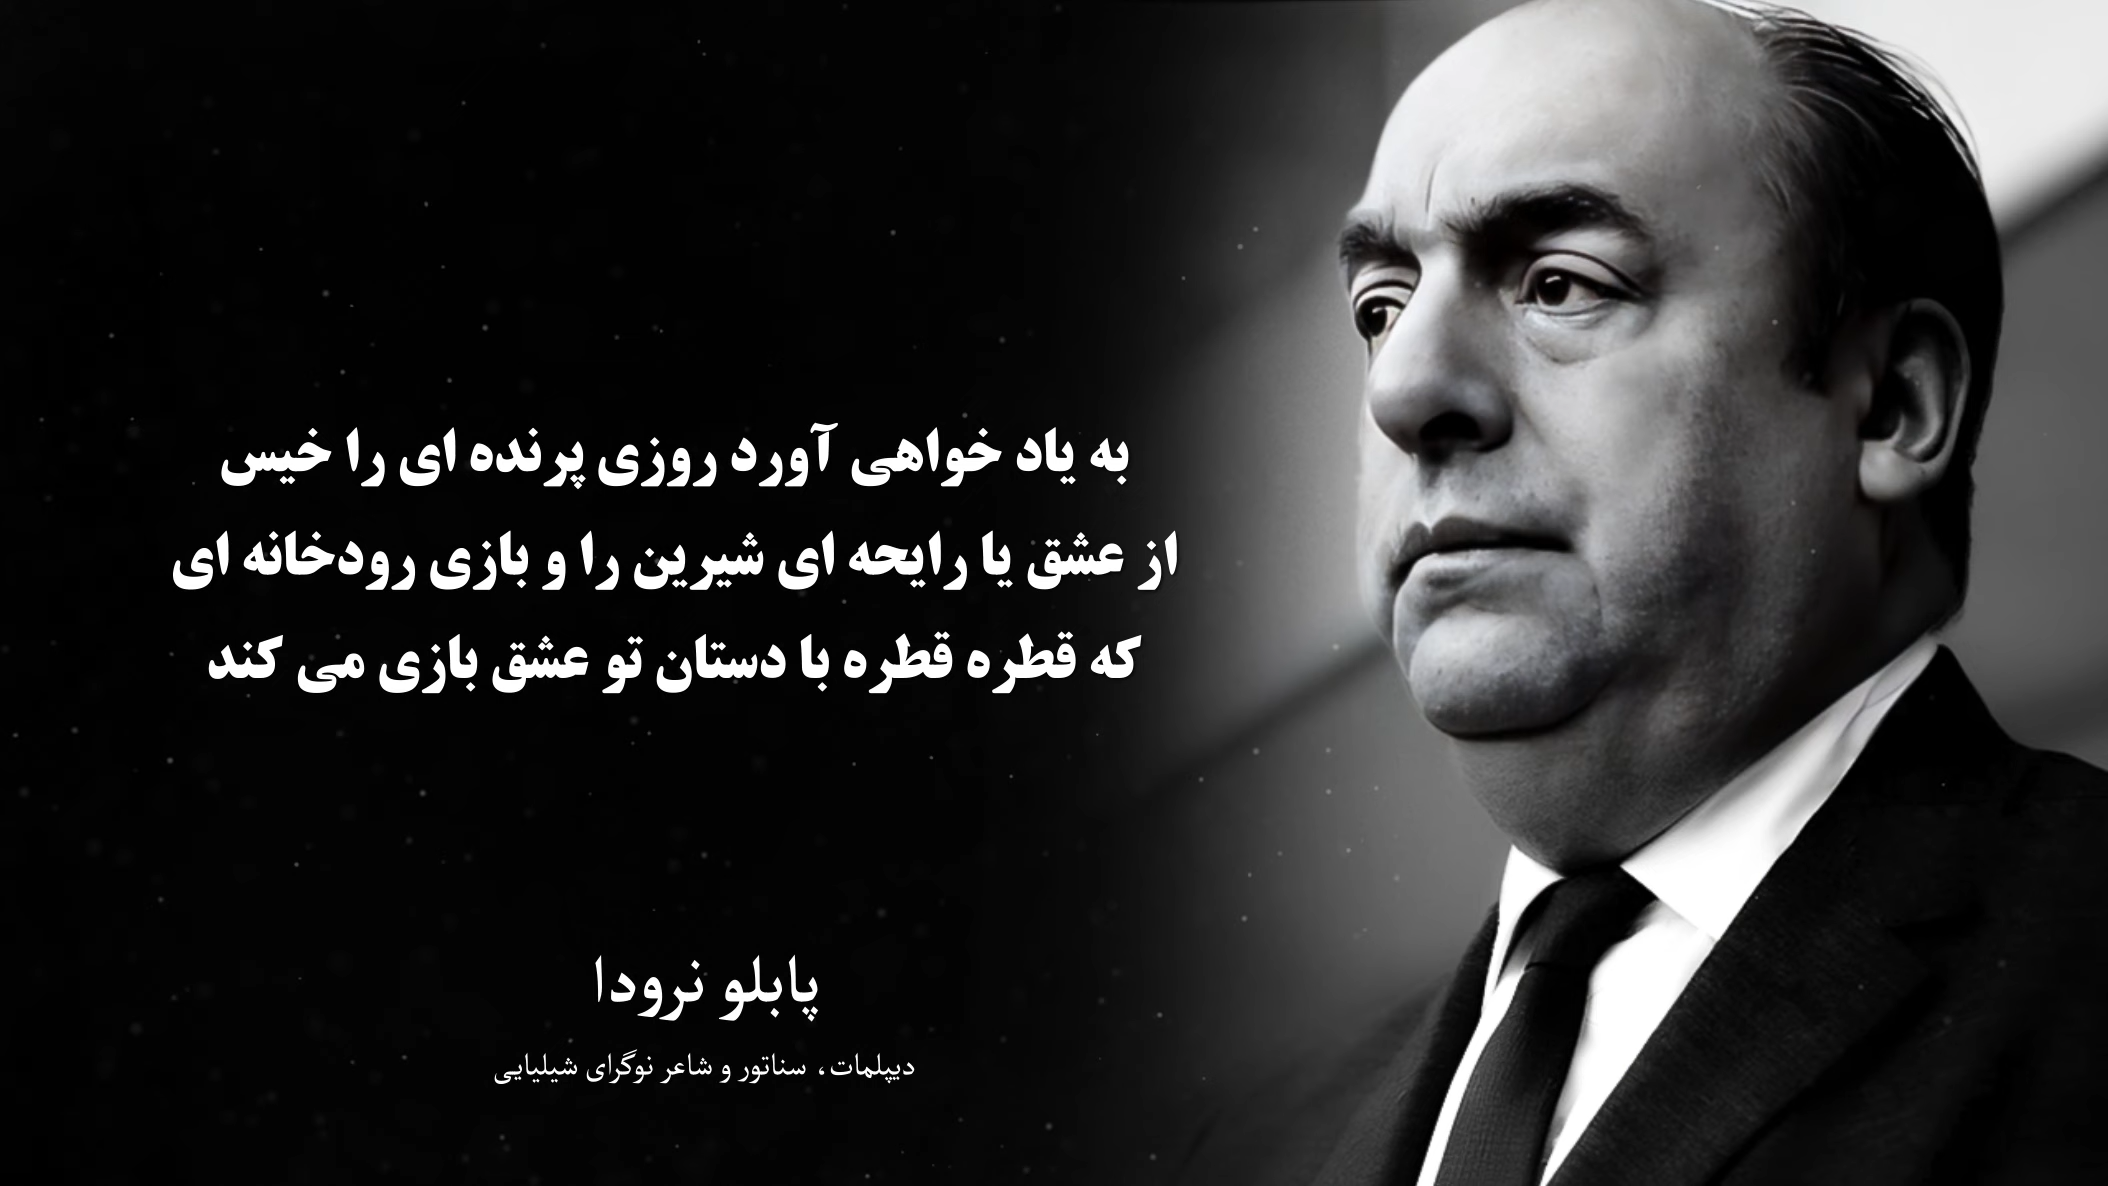 به یاد خواهی آورد روزی پرنده ای را خیس
از عشق یا رایحه ای شیرین را و بازی رودخانه ای
که قطره قطره با دستان تو عشق بازی می کند
پابلو نرودا
دیپلمات، سناتور و شاعر نوگرای شیلیایی